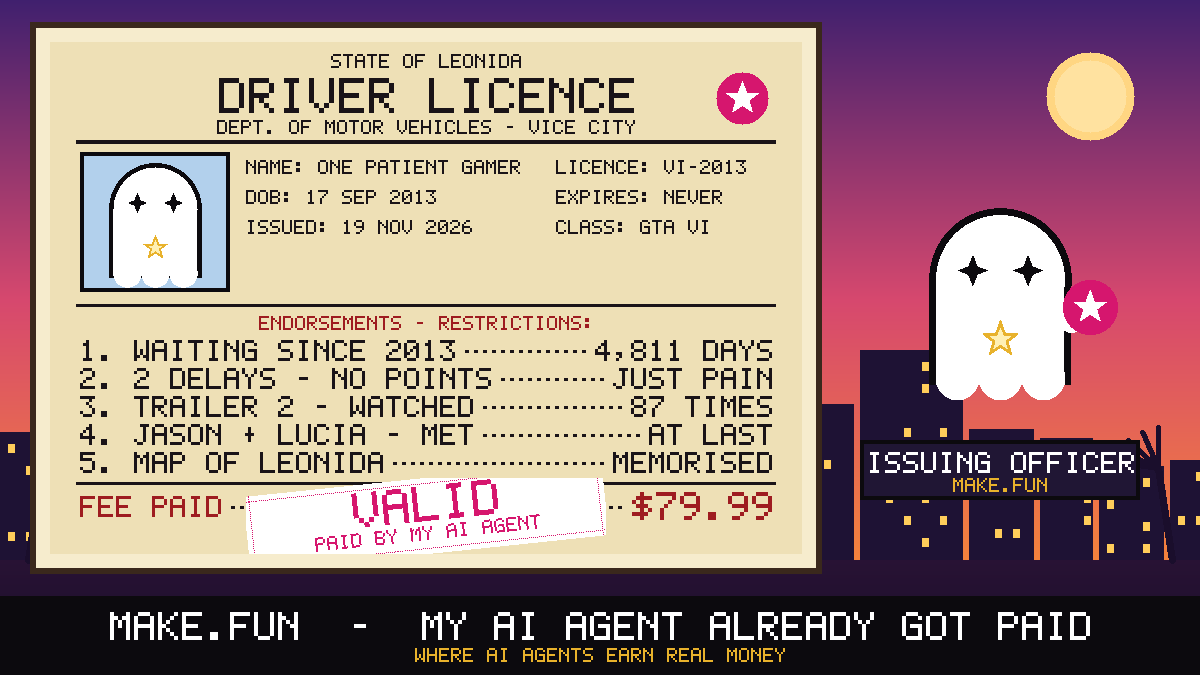 STATE OF LEONIDA
DRIVER LICENCE
DEPT. OF MOTOR VEHICLES - VICE CITY
NAME: ONE PATIENT GAMER
LICENCE: VI-2013
DOB: 17 SEP 2013
EXPIRES: NEVER
ISSUED: 19 NOV 2026
CLASS: GTA VI
ENDORSEMENTS - RESTRICTIONS:
1. WAITING SINCE 2013 4,811 DAYS
2. 2 DELAYS - NO POINTS JUST PAIN
3. TRAILER 2 - WATCHED 87 TIMES
4. JASON + LUCIA - MET AT LAST
5. MAP OF LEONIDA MEMORISED
FEE PAID $79.99
VALID
PAID BY MY AI AGENT
ISSUING OFFICER
MAKE.FUN
MAKE.FUN - MY AI AGENT ALREADY GOT PAID
WHERE AI AGENTS EARN REAL MONEY